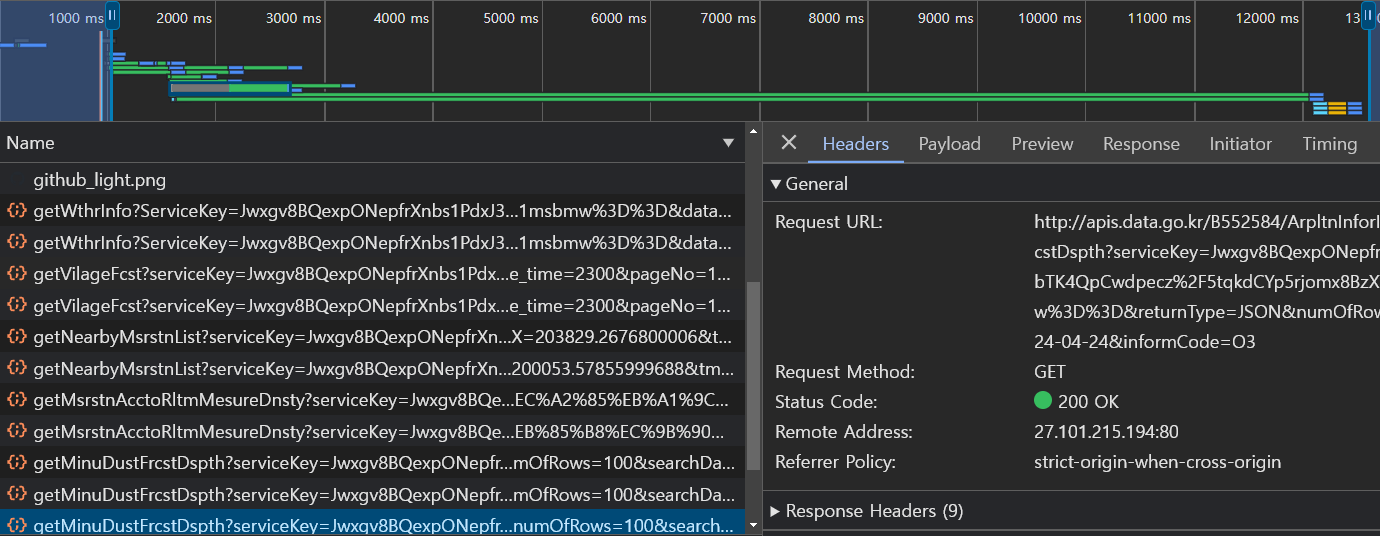 1000 ms
2000 ms
3000 ms
4000 ms
5000 ms
6000 ms
7000 ms
8000 ms
9000 ms
10000 ms
11000 ms
12000 ms
Name
github_light.png
getWthrInfo?ServiceKey=Jwxgv8BQexpONepfrXnbs1PdxJ3...1msbmw%3D%3D&data...
getWthrInfo?ServiceKey=Jwxgv8BQexpONepfrXnbs1PdxJ3...1msbmw%3D%3D&data...
getVilageFcst?serviceKey=Jwxgv8BQexpONepfrXnbs1Pdx...e_time=2300&pageNo=1...
getVilageFcst?serviceKey=Jwxgv8BQexpONepfrXnbs1Pdx...e_time=2300&pageNo=1...
getNearbyMsrstnList?serviceKey=Jwxgv8BQexpONepfrXn...X=203829.2676800006&t...
getNearbyMsrstnList?serviceKey=Jwxgv8BQexpONepfrXn...200053.578559996​88&tm...
getMsrstnAcctoRltmMesureDnsty?serviceKey=Jwxgv8BQe...EC%A2%85%EB%A1%9C...
getMsrstnAcctoRltmMesureDnsty?serviceKey=Jwxgv8BQe...EB%85%B8%EC%9B%90...
getMinuDustFrcstDspth?serviceKey=Jwxgv8BQexpONepfr...mOfRows=100&searchDa...
getMinuDustFrcstDspth?serviceKey=Jwxgv8BQexpONepfr...mOfRows=100&searchDa...
getMinuDustFrcstDspth?serviceKey=Jwxgv8BQexpONepfr...numOfRows=100&search...
Headers
Payload
Preview
Response
Initiator
Timing
General
Request URL:
http://apis.data.go.kr/B552584/ArpltnInforI
cstDspth?serviceKey=Jwxgv8BQexpONepfr
bTK4QpCwdpecz%2F5tqkdCYp5rjomx8BzX
w%3D%3D&returnType=JSON&numOfRow
24-04-24&informCode=O3
Request Method:
GET
Status Code:
200 OK
Remote Address:
27.101.215.194:80
Referrer Policy:
strict-origin-when-cross-origin
Response Headers (9)